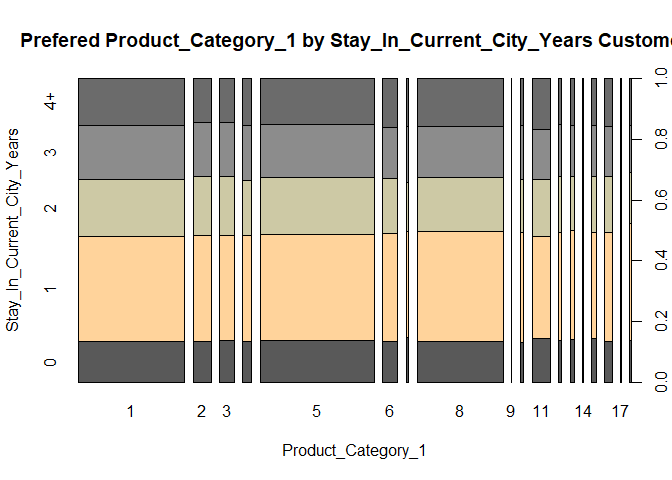 Prefered Product_Category_1 by Stay_In_Current_City_Years Custome
Stay_In_Current_City_Years
4+
3
2
1
0
1.0
0.8
0.6
0.4
0.2
0.0
1 2 3 5 6 8 9 11 14 17
Product_Category_1